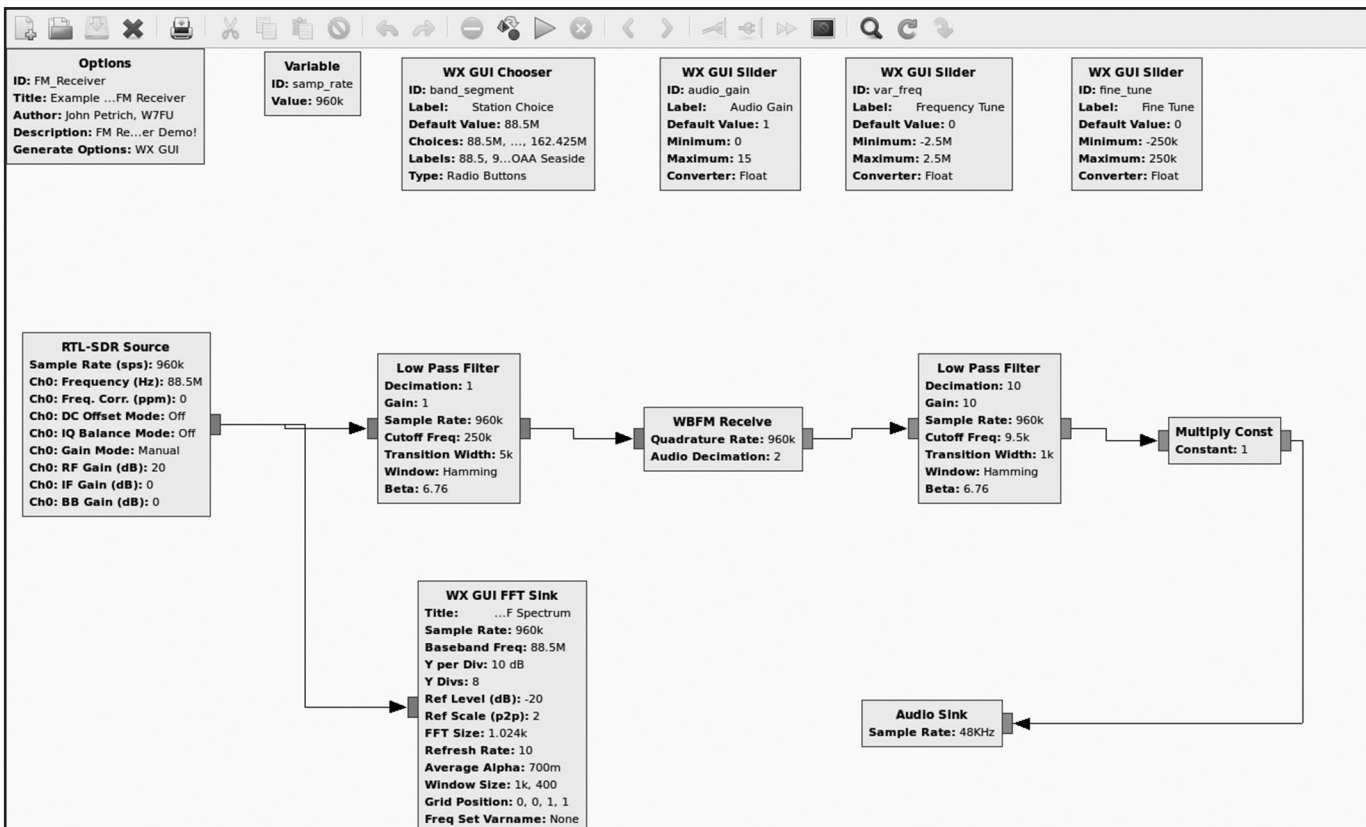 Options
ID: FM_Receiver
Title: Example ...FM Receiver
Author: John Petrich, W7FU
Description: FM Re...er Demo!
Generate Options: WX GUI
Variable
ID: samp_rate
Value: 960k
WX GUI Chooser
ID: band_segment
Label: Station Choice
Default Value: 88.5M
Choices: 88.5M, ..., 162.425M
Labels: 88.5, 9...OAA Seaside
Type: Radio Buttons
WX GUI Slider
ID: audio_gain
Label: Audio Gain
Default Value: 1
Minimum: 0
Maximum: 15
Converter: Float
WX GUI Slider
ID: var_freq
Label: Frequency Tune
Default Value: 0
Minimum: -2.5M
Maximum: 2.5M
Converter: Float
WX GUI Slider
ID: fine_tune
Label: Fine Tune
Default Value: 0
Minimum: -250k
Maximum: 250k
Converter: Float
RTL-SDR Source
Sample Rate (sps): 960k
Ch0: Frequency (Hz): 88.5M
Ch0: Freq. Corr. (ppm): 0
Ch0: DC Offset Mode: Off
Ch0: IQ Balance Mode: Off
Ch0: Gain Mode: Manual
Ch0: RF Gain (dB): 20
Ch0: IF Gain (dB): 0
Ch0: BB Gain (dB): 0
Low Pass Filter
Decimation: 1
Gain: 1
Sample Rate: 960k
Cutoff Freq: 250k
Transition Width: 5k
Window: Hamming
Beta: 6.76
WBFM Receive
Quadrature Rate: 960k
Audio Decimation: 2
Low Pass Filter
Decimation: 10
Gain: 10
Sample Rate: 960k
Cutoff Freq: 9.5k
Transition Width: 1k
Window: Hamming
Beta: 6.76
Multiply Const
Constant: 1
WX GUI FFT Sink
Title: ...F Spectrum
Sample Rate: 960k
Baseband Freq: 88.5M
Y per Div: 10 dB
Y Divs: 8
Ref Level (dB): -20
Ref Scale (p2p): 2
FFT Size: 1.024k
Refresh Rate: 10
Average Alpha: 700m
Window Size: 1k, 400
Grid Position: 0, 0, 1, 1
Freq Set Varname: None
Audio Sink
Sample Rate: 48KHz